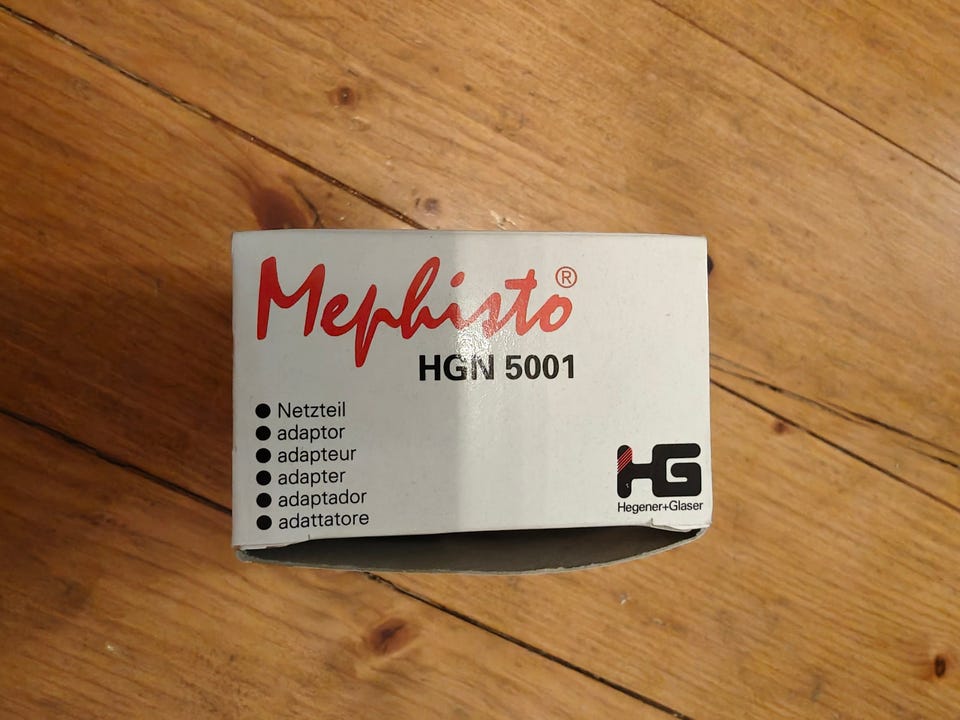 Mephisto®
HGN 5001
● Netzteil
● adaptor
● adapteur
● adapter
● adaptador
● adattatore
HG
Hegener+Glaser